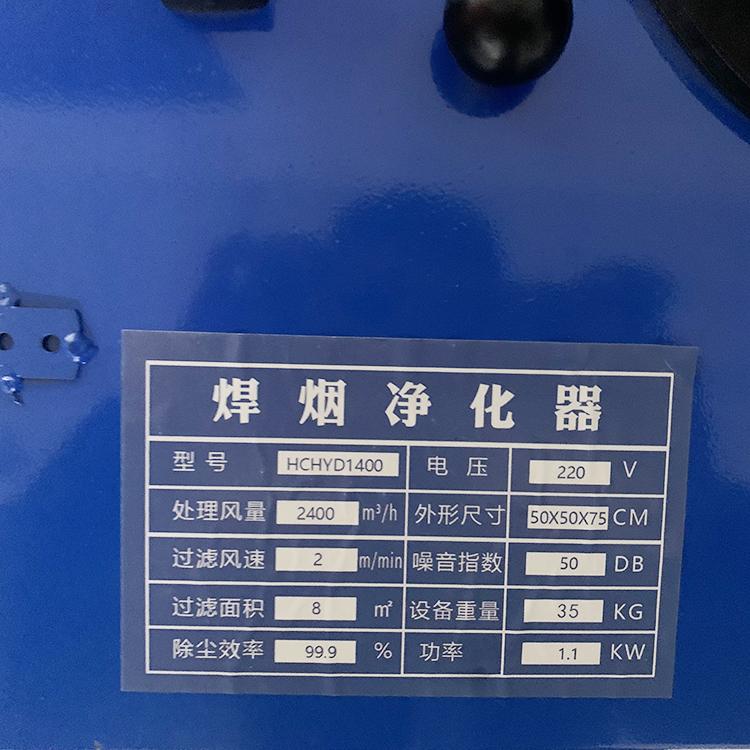 焊烟净化器
型号 HCHYD1400 电压 220 V
处理风量 2400 m³/h 外形尺寸 50X50X75 CM
过滤风速 2 m/min 噪音指数 50 DB
过滤面积 8 m² 设备重量 35 KG
除尘效率 99.9 % 功率 1.1 KW